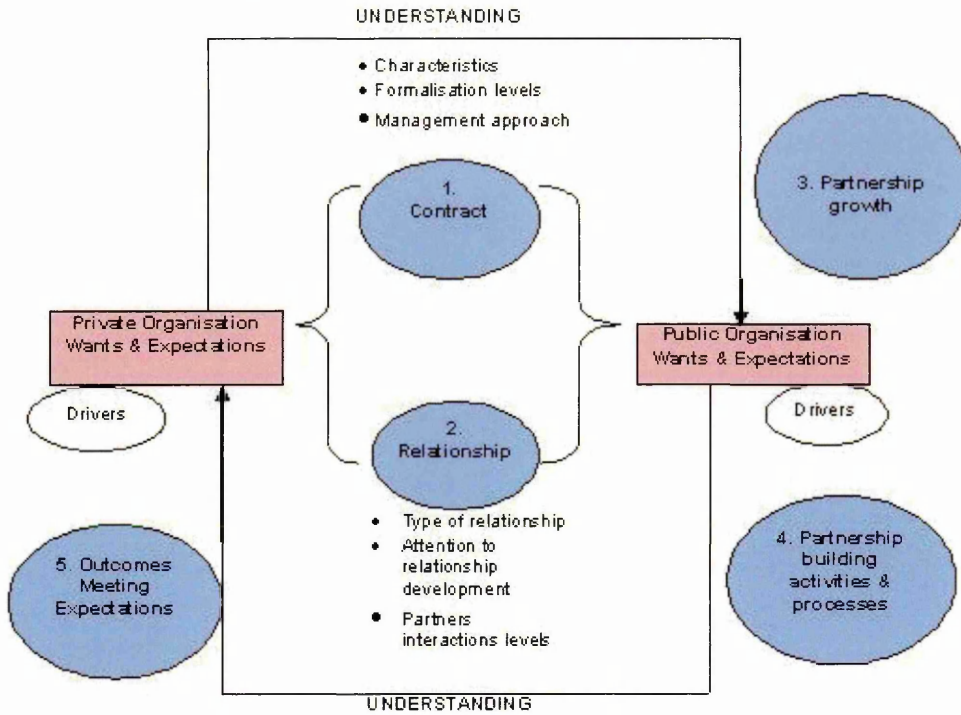 UNDERSTANDING
• Characteristics
• Formalisation levels
• Management approach
1.
Contract
3. Partnership
growth
Private Organisation
Wants & Expectations
Public Organisation
Wants & Expectations
Drivers
Drivers
2.
Relationship
• Type of relationship
• Attention to
relationship
development
• Partners
interactions levels
5. Outcomes
Meeting
Expectations
4. Partnership
building
activities &
processes
UNDERSTANDING